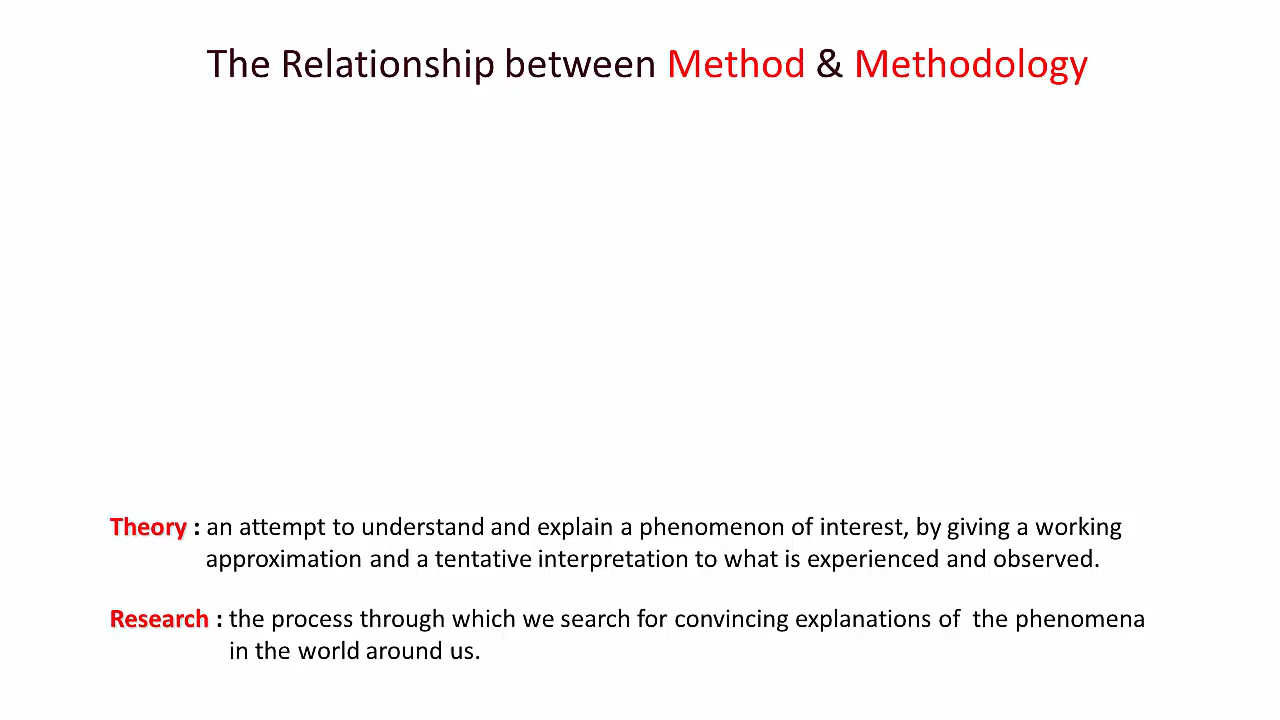 The Relationship between Method & Methodology
Theory : an attempt to understand and explain a phenomenon of interest, by giving a working
approximation and a tentative interpretation to what is experienced and observed.
Research : the process through which we search for convincing explanations of the phenomena
in the world around us.